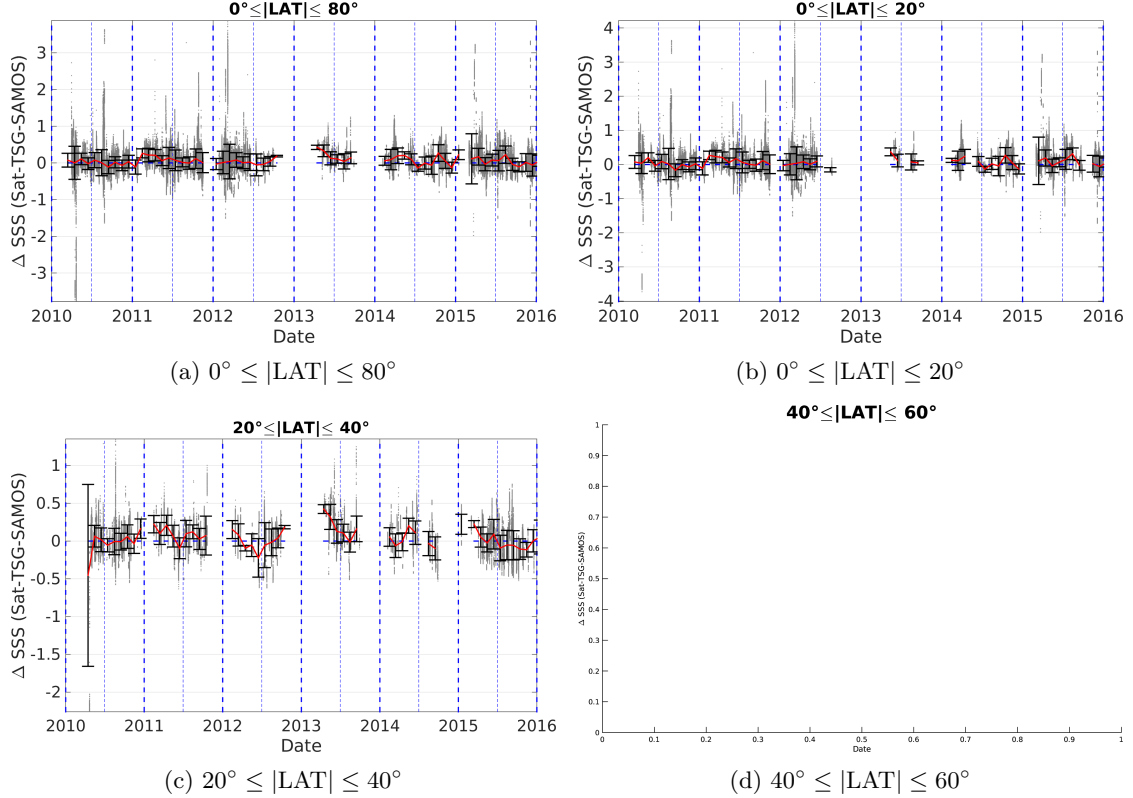 0°≤|LAT|≤ 80°
Δ SSS (Sat-TSG-SAMOS)
3
2
1
0
-1
-2
-3
2010 2011 2012 2013 2014 2015 2016
Date
(a) 0° ≤ |LAT| ≤ 80°
0°≤|LAT|≤ 20°
Δ SSS (Sat-TSG-SAMOS)
4
3
2
1
0
-1
-2
-3
-4
2010 2011 2012 2013 2014 2015 2016
Date
(b) 0° ≤ |LAT| ≤ 20°
20°≤|LAT|≤ 40°
Δ SSS (Sat-TSG-SAMOS)
1
0.5
0
-0.5
-1
-1.5
-2
2010 2011 2012 2013 2014 2015 2016
Date
(c) 20° ≤ |LAT| ≤ 40°
40°≤|LAT|≤ 60°
Δ SSS (Sat-TSG-SAMOS)
1
0.9
0.8
0.7
0.6
0.5
0.4
0.3
0.2
0.1
0
0 0.1 0.2 0.3 0.4 0.5 0.6 0.7 0.8 0.9 1
Date
(d) 40° ≤ |LAT| ≤ 60°